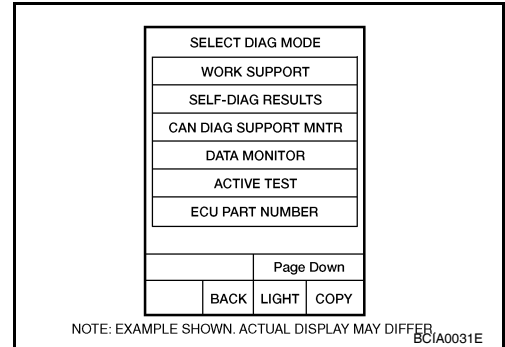 SELECT DIAG MODE
WORK SUPPORT
SELF-DIAG RESULTS
CAN DIAG SUPPORT MNTR
DATA MONITOR
ACTIVE TEST
ECU PART NUMBER
Page Down
BACK LIGHT COPY
NOTE: EXAMPLE SHOWN. ACTUAL DISPLAY MAY DIFFER.
BCIA0031E